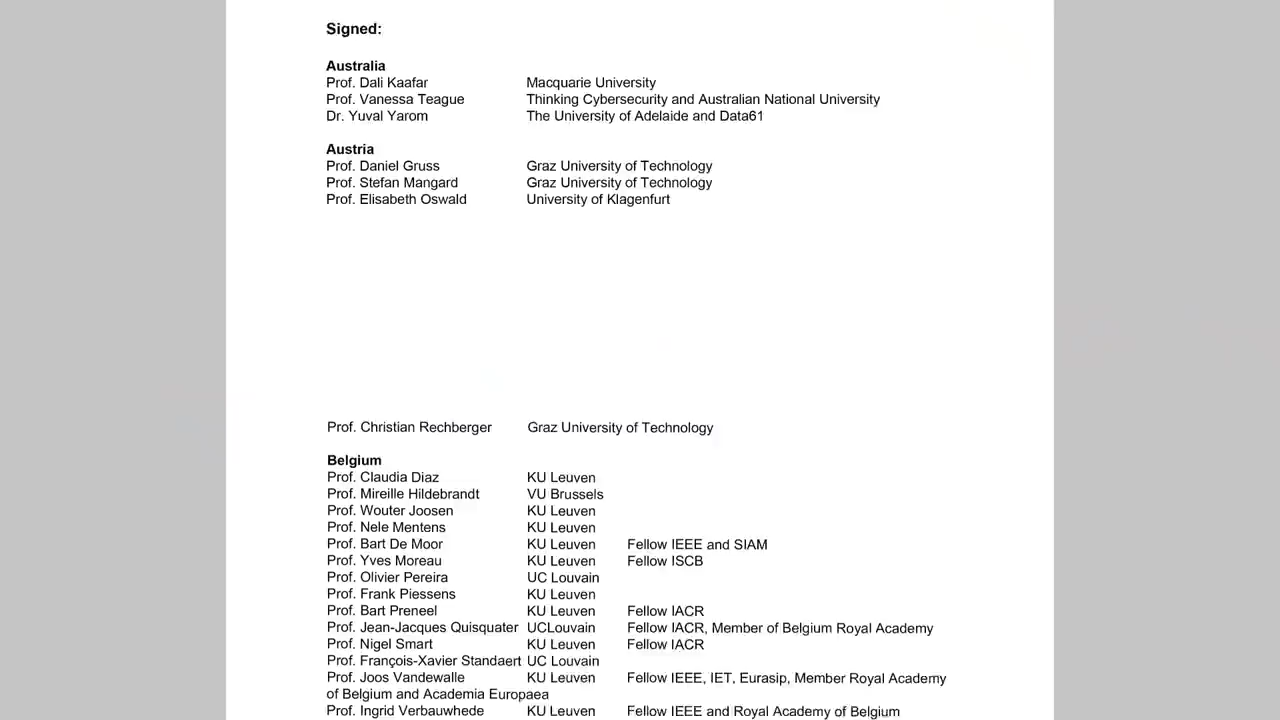 Signed:
Australia
Prof. Dali Kaafar Macquarie University
Prof. Vanessa Teague Thinking Cybersecurity and Australian National University
Dr. Yuval Yarom The University of Adelaide and Data61
Austria
Prof. Daniel Gruss Graz University of Technology
Prof. Stefan Mangard Graz University of Technology
Prof. Elisabeth Oswald University of Klagenfurt
Prof. Christian Rechberger Graz University of Technology
Belgium
Prof. Claudia Diaz KU Leuven
Prof. Mireille Hildebrandt VU Brussels
Prof. Wouter Joosen KU Leuven
Prof. Nele Mentens KU Leuven
Prof. Bart De Moor KU Leuven Fellow IEEE and SIAM
Prof. Yves Moreau KU Leuven Fellow ISCB
Prof. Olivier Pereira UC Louvain
Prof. Frank Piessens KU Leuven
Prof. Bart Preneel KU Leuven Fellow IACR
Prof. Jean-Jacques Quisquater UCLouvain Fellow IACR, Member of Belgium Royal Academy
Prof. Nigel Smart KU Leuven Fellow IACR
Prof. François-Xavier Standaert UC Louvain
Prof. Joos Vandewalle KU Leuven Fellow IEEE, IET, Eurasip, Member Royal Academy
of Belgium and Academia Europaea
Prof. Ingrid Verbauwhede KU Leuven Fellow IEEE and Royal Academy of Belgium